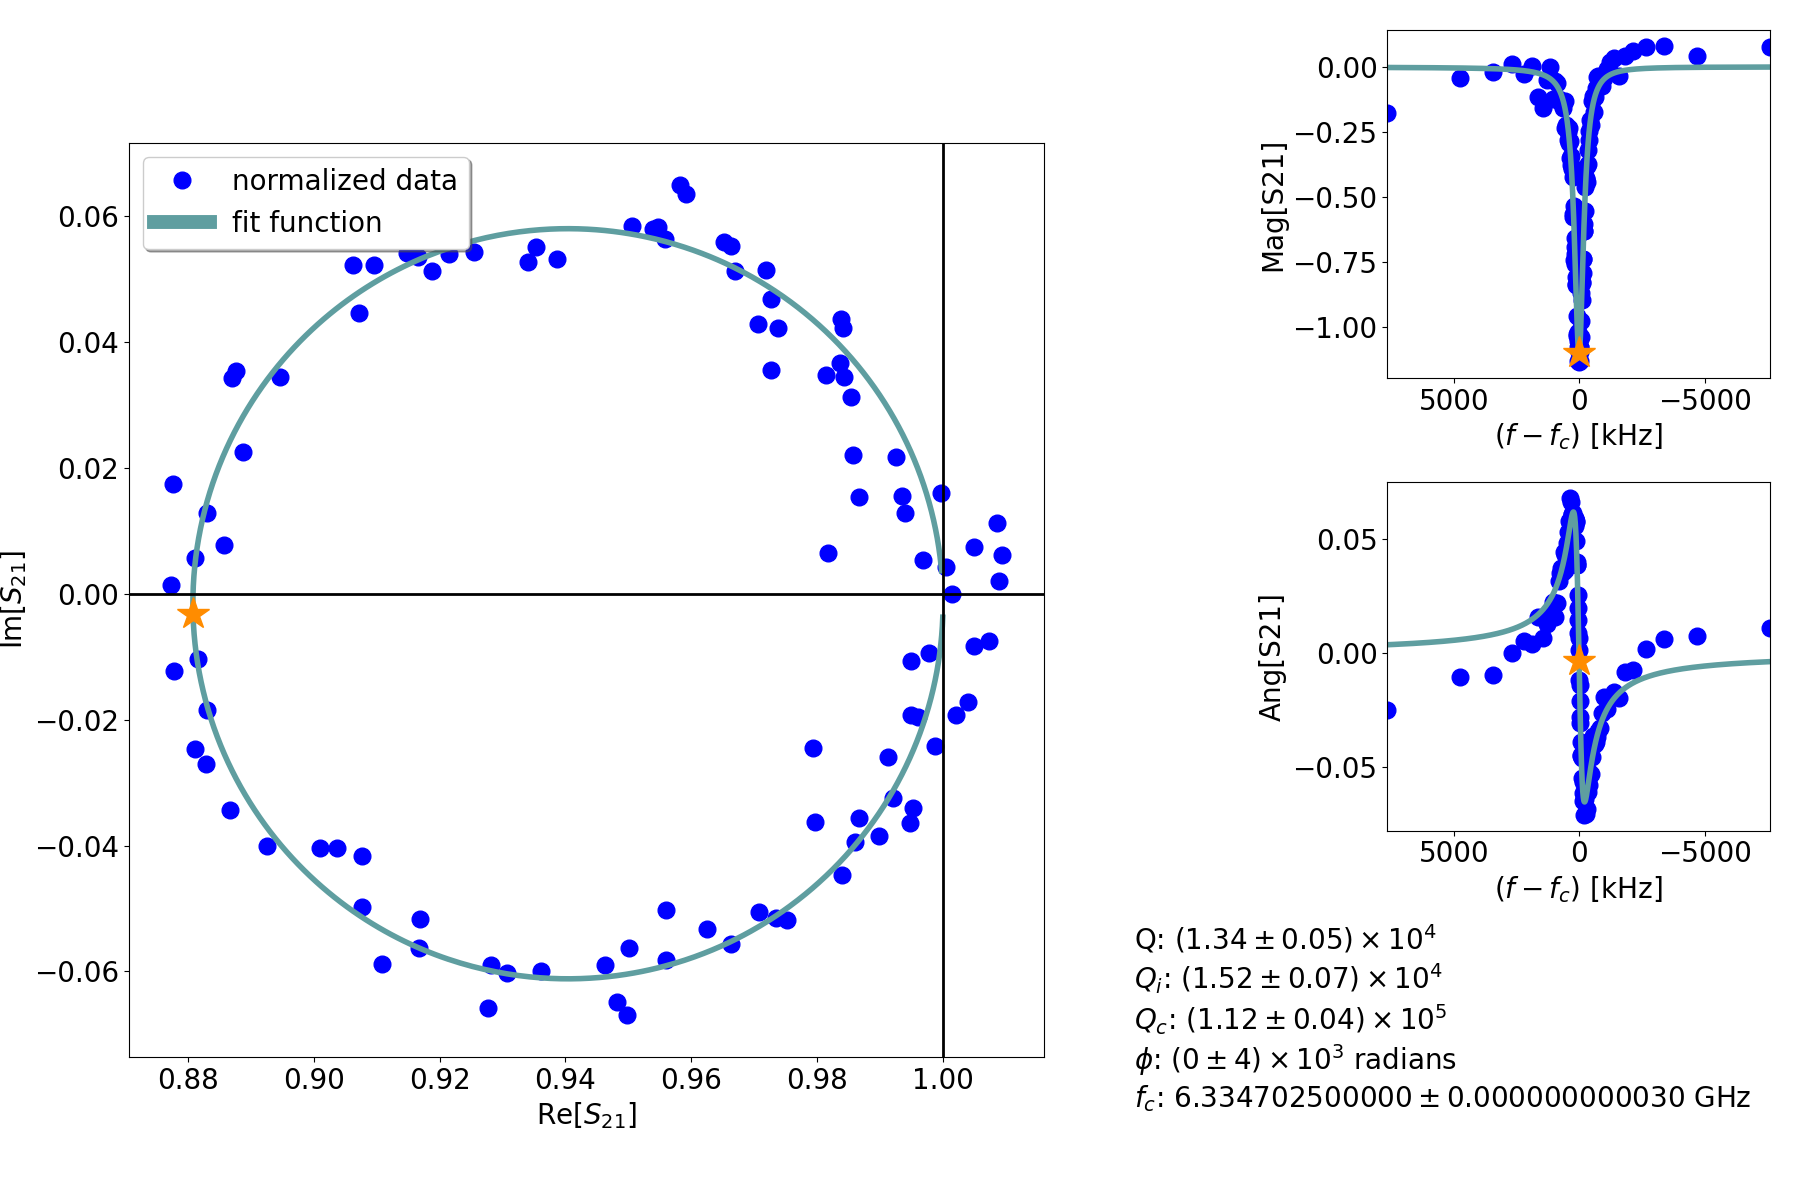 normalized data
fit function
0.06
0.04
0.02
0.00
−0.02
−0.04
−0.06
Im[S21]
0.88 0.90 0.92 0.94 0.96 0.98 1.00
Re[S21]
0.00
−0.25
−0.50
−0.75
−1.00
Mag[S21]
5000 0 −5000
(f − fc) [kHz]
0.05
0.00
−0.05
Ang[S21]
5000 0 −5000
(f − fc) [kHz]
Q: (1.34 ± 0.05) × 10^4
Qi: (1.52 ± 0.07) × 10^4
Qc: (1.12 ± 0.04) × 10^5
ϕ: (0 ± 4) × 10^3 radians
fc: 6.334702500000 ± 0.000000000030 GHz